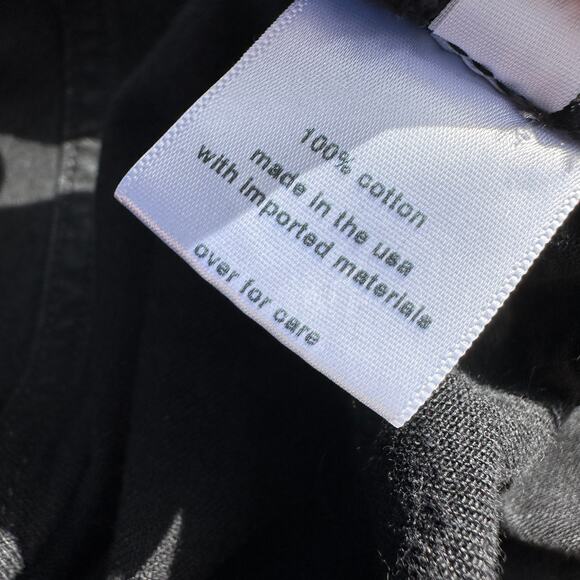 100% cotton
made in the usa
with imported materials
over for care